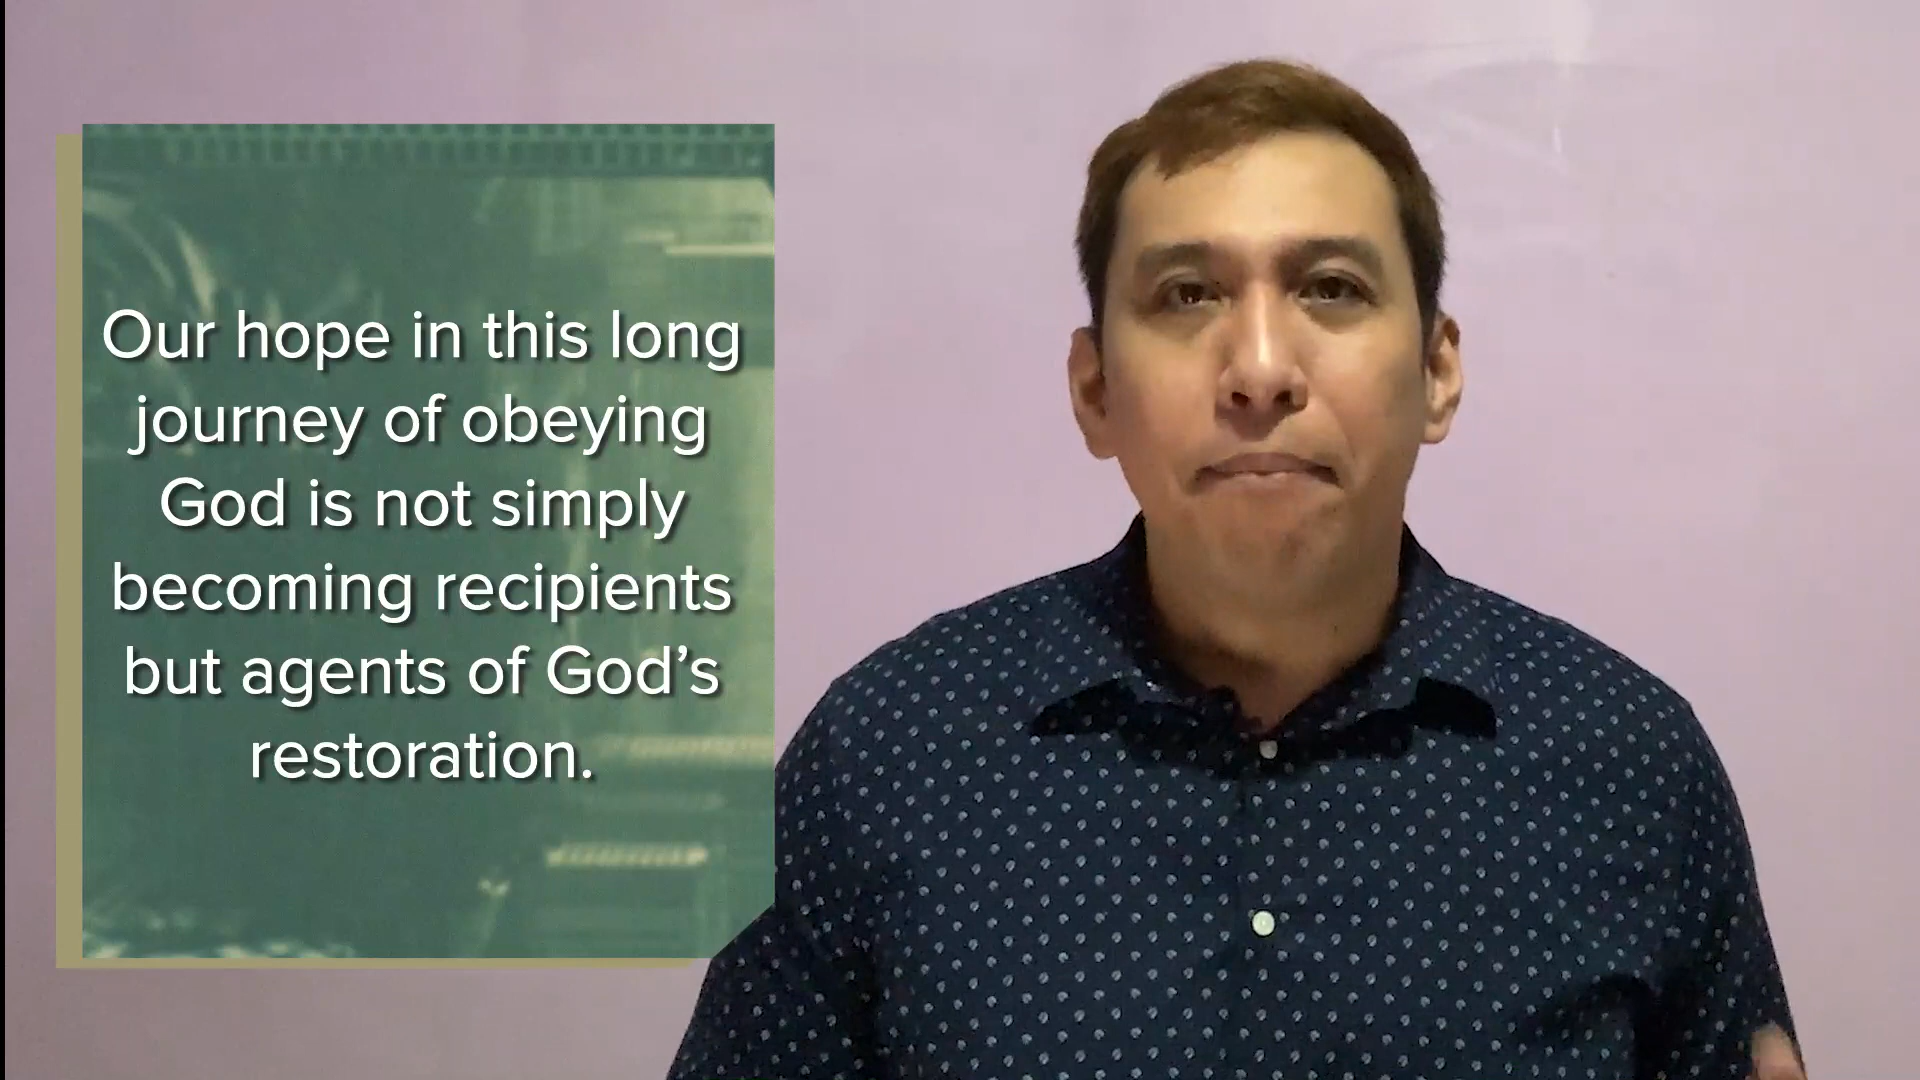 Our hope in this long
journey of obeying
God is not simply
becoming recipients
but agents of God’s
restoration.